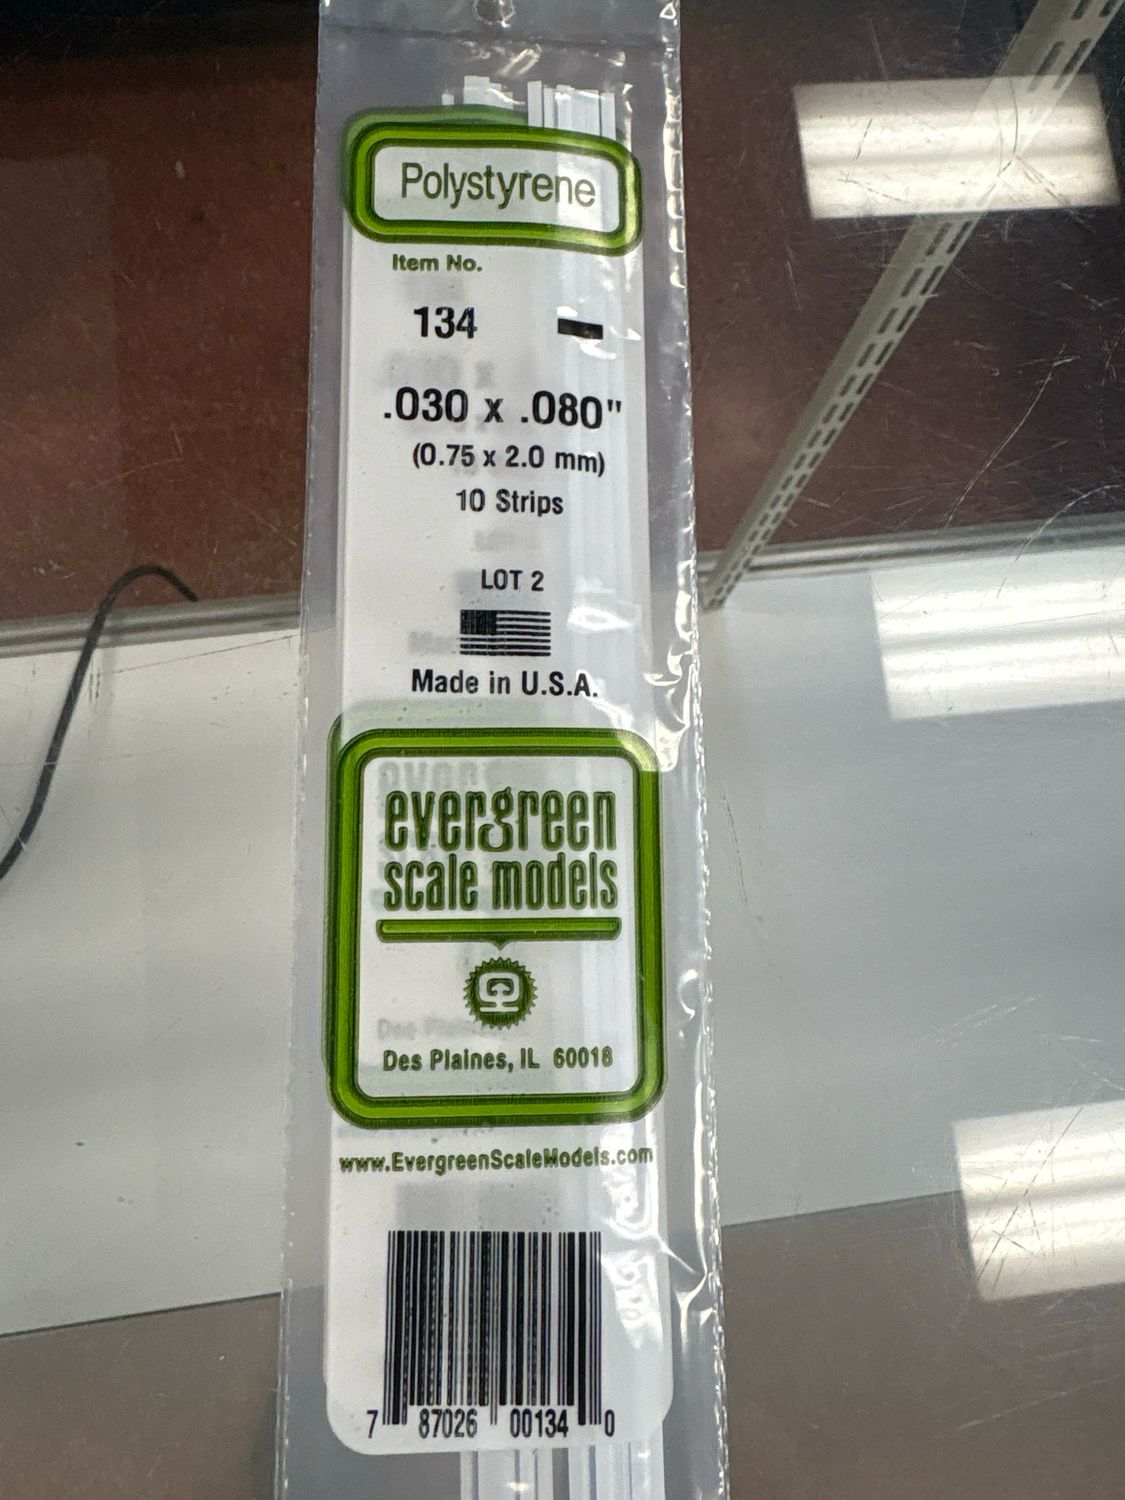 Polystyrene
Item No.
134
.030 x .080"
(0.75 x 2.0 mm)
10 Strips
LOT 2
Made in U.S.A.
evergreen
scale models
Des Plaines, IL 60018
www.EvergreenScaleModels.com
7 87026 00134 0